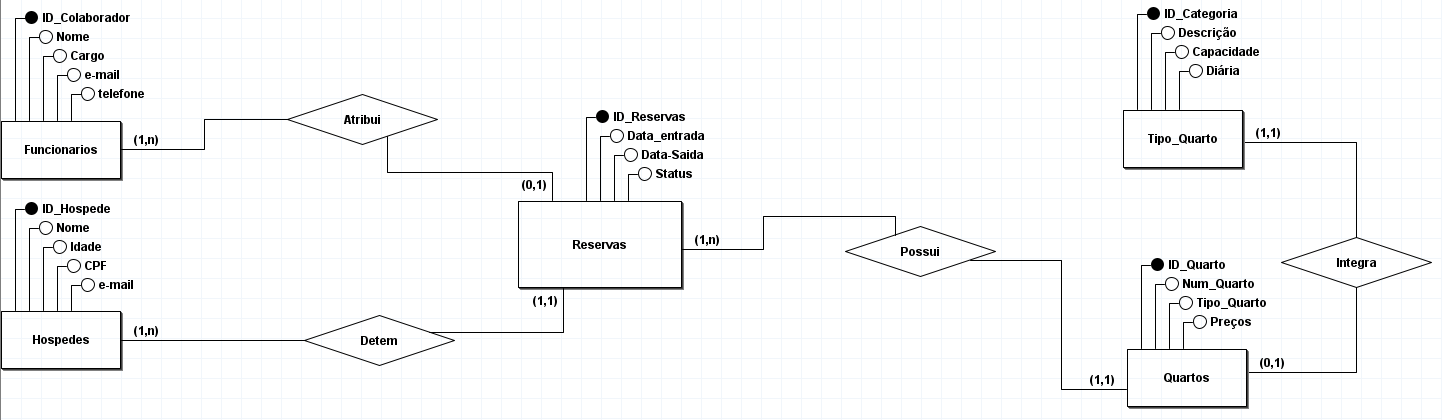 ID_Colaborador
Nome
Cargo
e-mail
telefone
Funcionarios
(1,n)
Atribui
(0,1)
ID_Hospede
Nome
Idade
CPF
e-mail
Hospedes
(1,n)
Detem
(1,1)
ID_Reservas
Data_entrada
Data-Saida
Status
Reservas
(1,n)
Possui
(1,1)
ID_Categoria
Descrição
Capacidade
Diária
Tipo_Quarto
(1,1)
Integra
(0,1)
ID_Quarto
Num_Quarto
Tipo_Quarto
Preços
Quartos